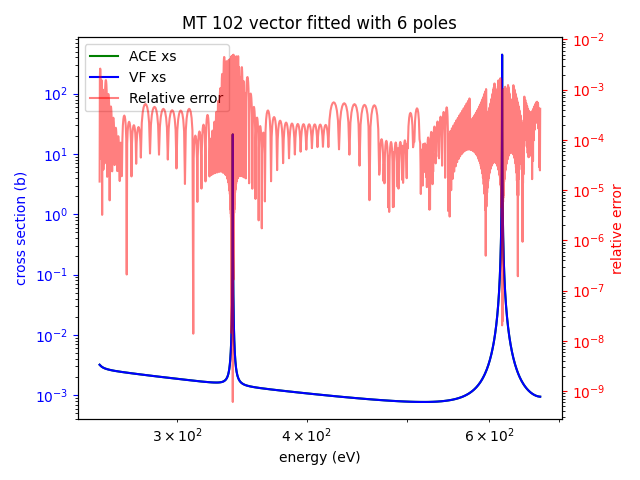 MT 102 vector fitted with 6 poles
ACE xs
VF xs
Relative error
cross section (b)
10²
10¹
10⁰
10⁻¹
10⁻²
10⁻³
10⁻²
10⁻³
10⁻⁴
10⁻⁵
10⁻⁶
10⁻⁷
10⁻⁸
10⁻⁹
relative error
3 × 10²
4 × 10²
6 × 10²
energy (eV)